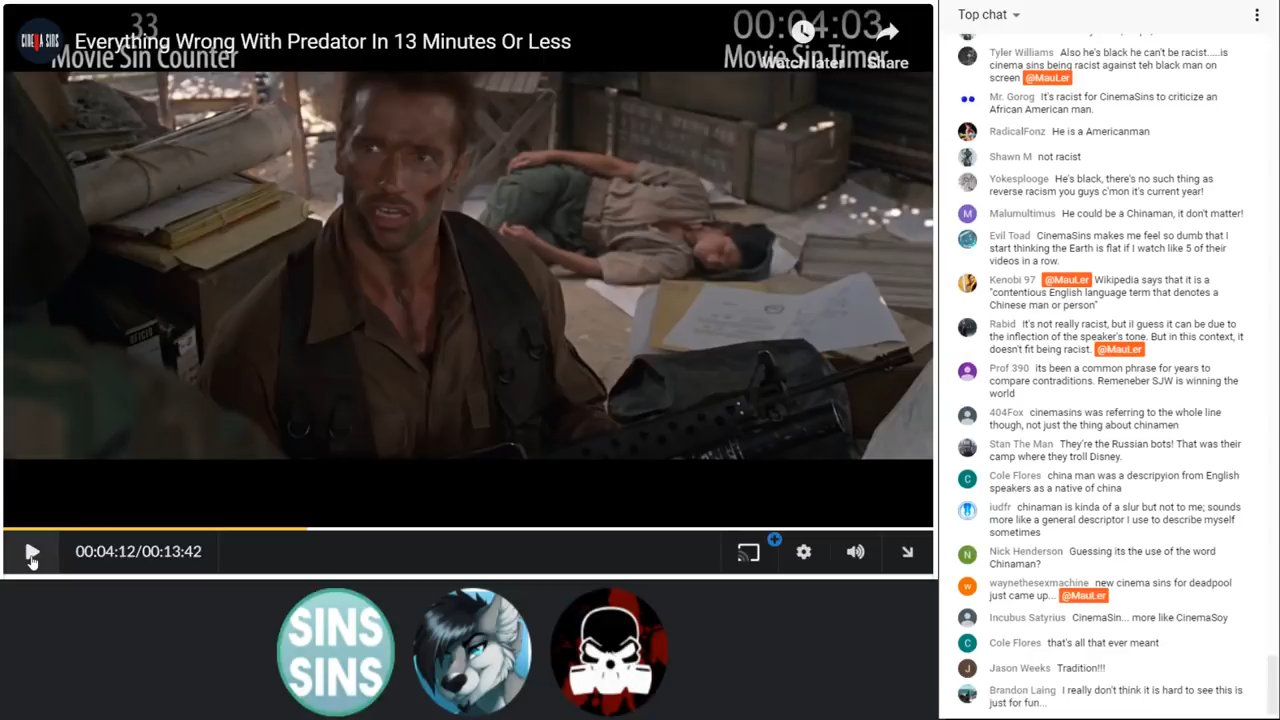 33
Movie Sin Counter
CINEMA SINS
Everything Wrong With Predator In 13 Minutes Or Less
00:04:03
Movie Sin Timer
Watch later
Share
00:04:12/00:13:42
SINS
SINS
Top chat
Tyler Williams Also he's black he can't be racist.....is
cinema sins being racist against teh black man on
screen @MauLer
Mr. Gorog It's racist for CinemaSins to criticize an
African American man.
RadicalFonz He is a Americanman
Shawn M not racist
Yokesplooge He's black, there's no such thing as
reverse racism you guys c'mon it's current year!
M
Malumultimus He could be a Chinaman, it don't matter!
Evil Toad CinemaSins makes me feel so dumb that I
start thinking the Earth is flat if I watch like 5 of their
videos in a row.
Kenobi 97 @MauLer Wikipedia says that it is a
"contentious English language term that denotes a
Chinese man or person"
Rabid It's not really racist, but iI guess it can be due to
the inflection of the speaker's tone. But in this context, it
doesn't fit being racist. @MauLer
Prof 390 its been a common phrase for years to
compare contraditions. Remeneber SJW is winning the
world
404Fox cinemasins was referring to the whole line
though, not just the thing about chinamen
Stan The Man They're the Russian bots! That was their
camp where they troll Disney.
C
Cole Flores china man was a descripyion from English
speakers as a native of china
iudfr chinaman is kinda of a slur but not to me; sounds
more like a general descriptor I use to describe myself
sometimes
N
Nick Henderson Guessing its the use of the word
Chinaman?
w
waynethesexmachine new cinema sins for deadpool
just came up... @MauLer
Incubus Satyrius CinemaSin... more like CinemaSoy
C
Cole Flores that's all that ever meant
J
Jason Weeks Tradition!!!
Brandon Laing I really don't think it is hard to see this is
just for fun...